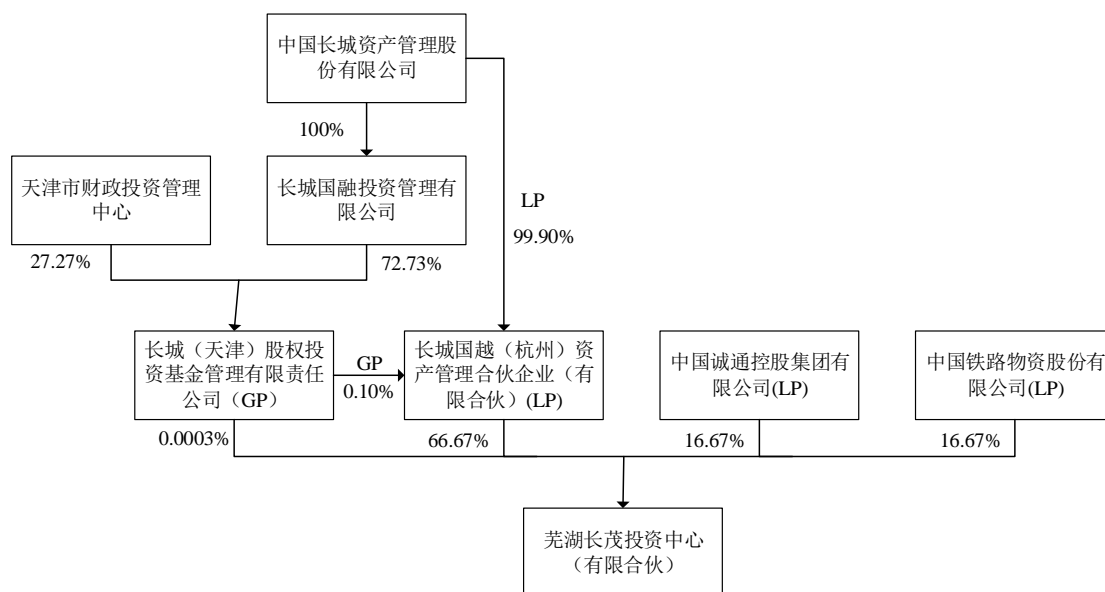 中国长城资产管理股
份有限公司
100%
天津市财政投资管理
中心
长城国融投资管理有
限公司
LP
99.90%
27.27%
72.73%
长城（天津）股权投
资基金管理有限责任
公司（GP）
GP
0.10%
长城国越（杭州）资
产管理合伙企业（有
限合伙）(LP)
中国诚通控股集团有
限公司(LP)
中国铁路物资股份有
限公司(LP)
0.0003%
66.67%
16.67%
16.67%
芜湖长茂投资中心
（有限合伙）